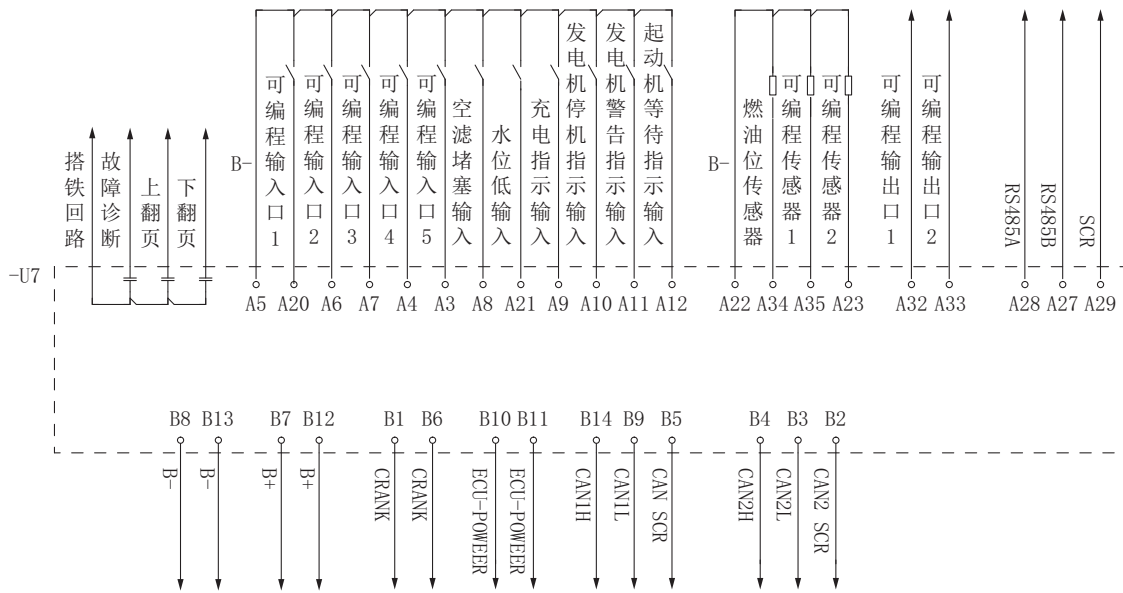 搭铁回路
故障诊断
上翻页
下翻页
B-
可编程输入口1
可编程输入口2
可编程输入口3
可编程输入口4
可编程输入口5
空滤堵塞输入
水位低输入
充电指示输入
发电机停机指示输入
发电机警告指示输入
起动机等待指示输入
B-
燃油位传感器
可编程传感器1
可编程传感器2
可编程输出口1
可编程输出口2
RS485A
RS485B
SCR
-U7
A5 A20 A6 A7 A4 A3 A8 A21 A9 A10 A11 A12 A22 A34 A35 A23 A32 A33 A28 A27 A29
B8 B13 B7 B12 B1 B6 B10 B11 B14 B9 B5 B4 B3 B2
B-
B-
B+
B+
CRANK
CRANK
ECU-POWEER
ECU-POWEER
CAN1H
CAN1L
CAN SCR
CAN2H
CAN2L
CAN2 SCR